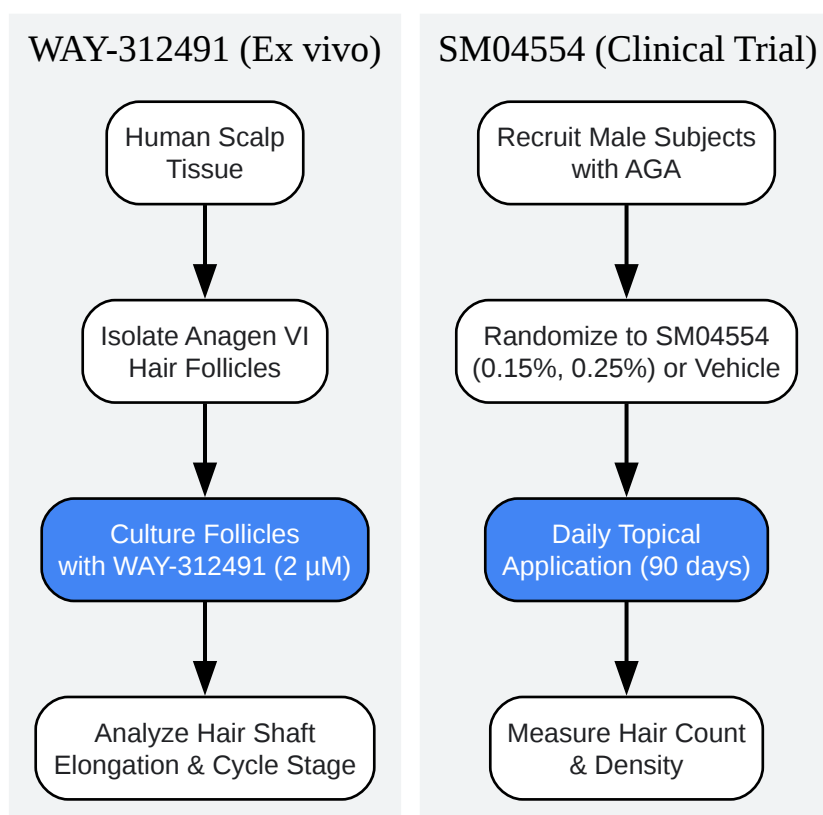 WAY-312491 (Ex vivo)
Human Scalp
Tissue
Isolate Anagen VI
Hair Follicles
Culture Follicles
with WAY-312491 (2 µM)
Analyze Hair Shaft
Elongation & Cycle Stage
SM04554 (Clinical Trial)
Recruit Male Subjects
with AGA
Randomize to SM04554
(0.15%, 0.25%) or Vehicle
Daily Topical
Application (90 days)
Measure Hair Count
& Density